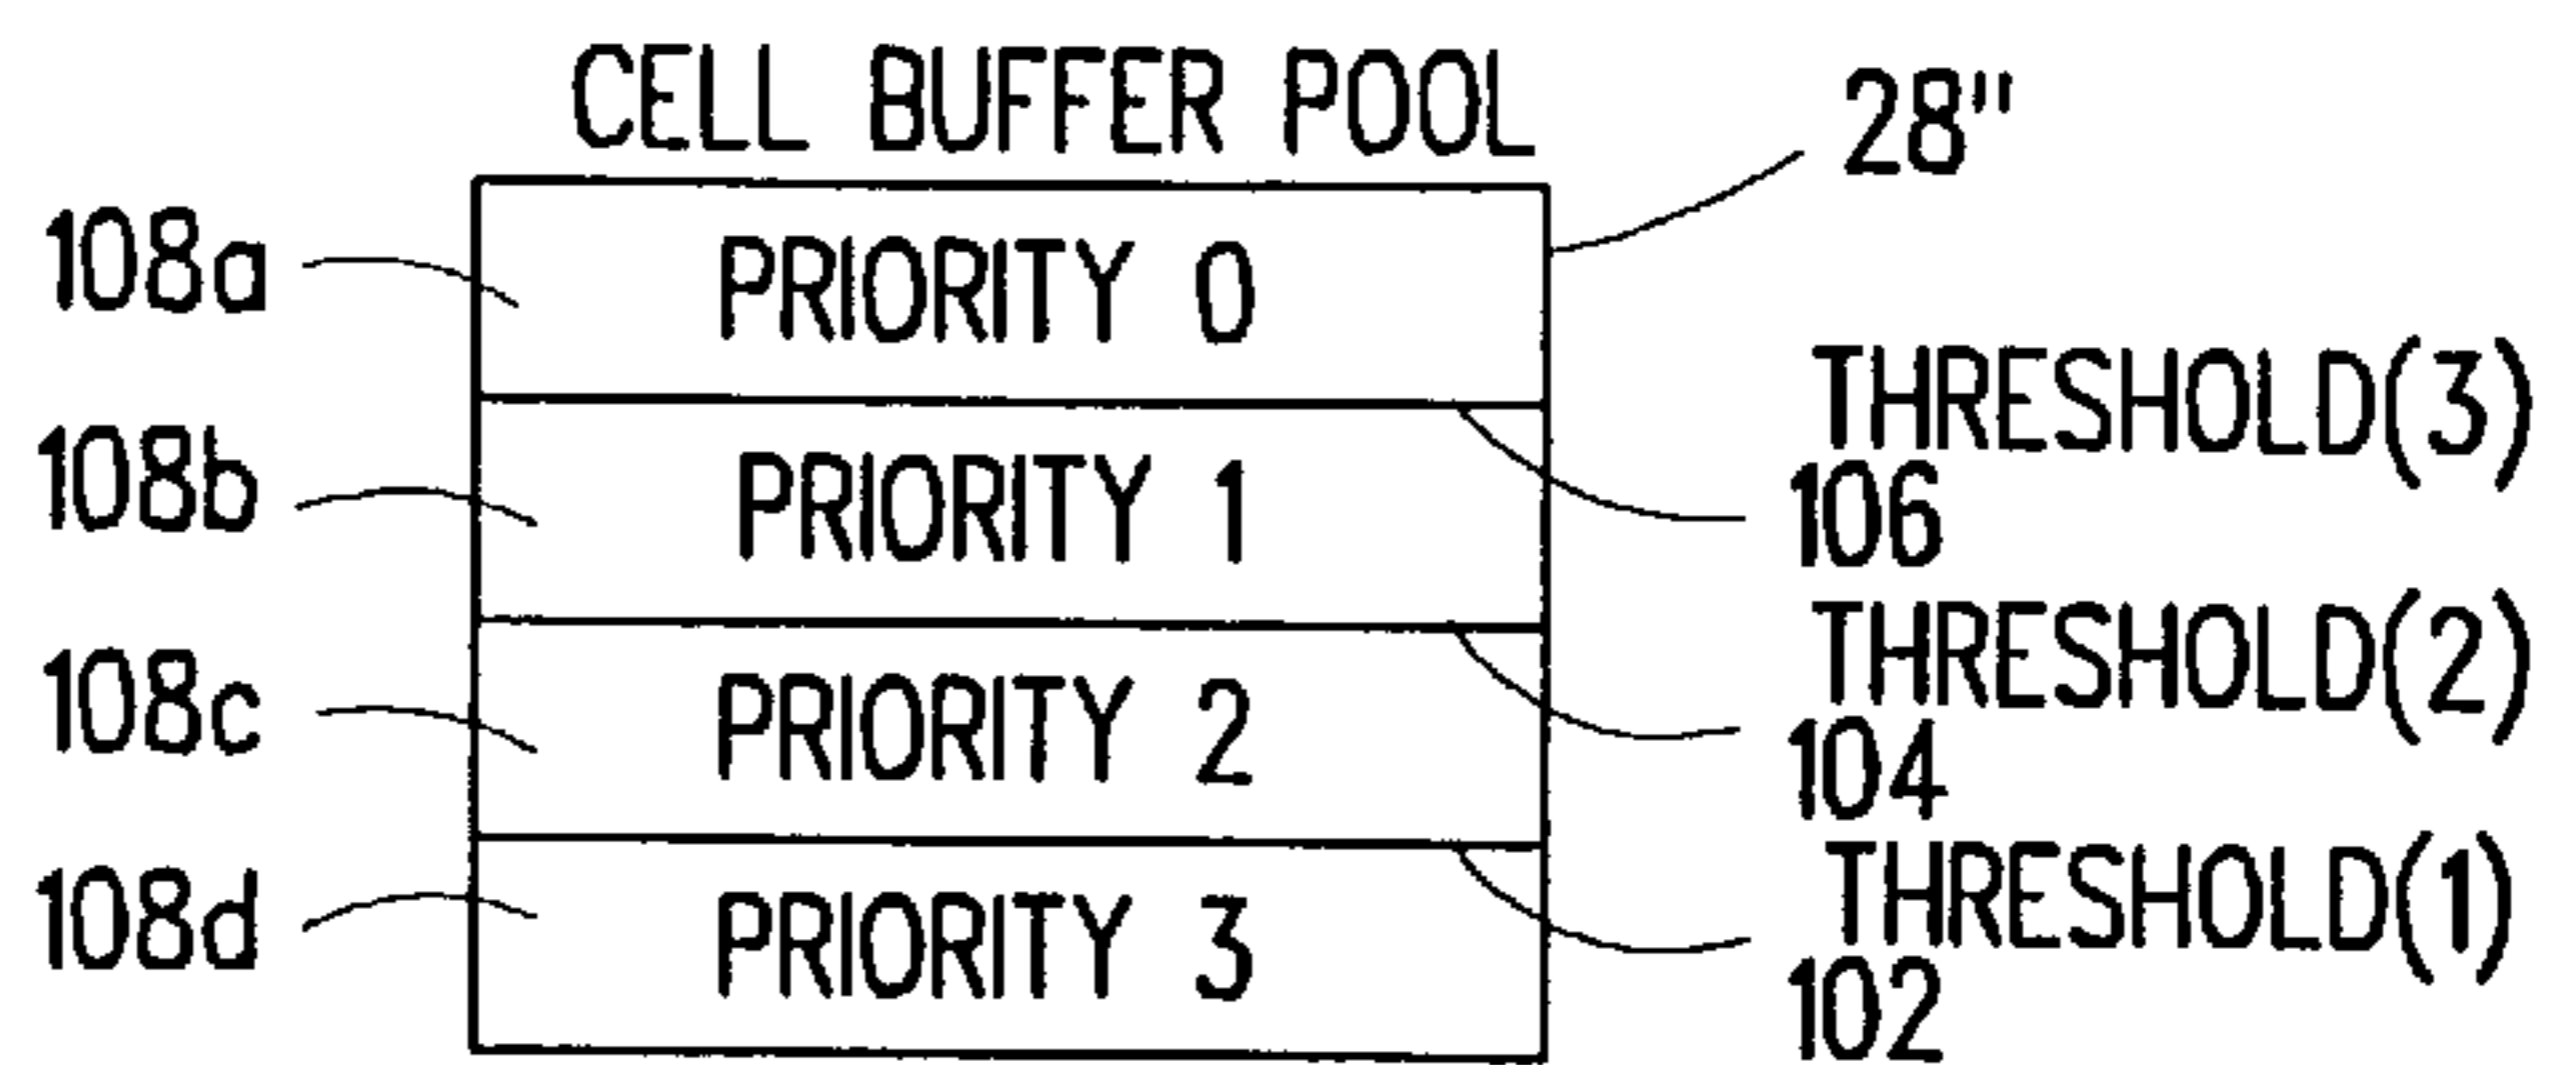 CELL BUFFER POOL
28"
108a
PRIORITY 0
THRESHOLD(3)
106
108b
PRIORITY 1
THRESHOLD(2)
104
108c
PRIORITY 2
THRESHOLD(1)
102
108d
PRIORITY 3